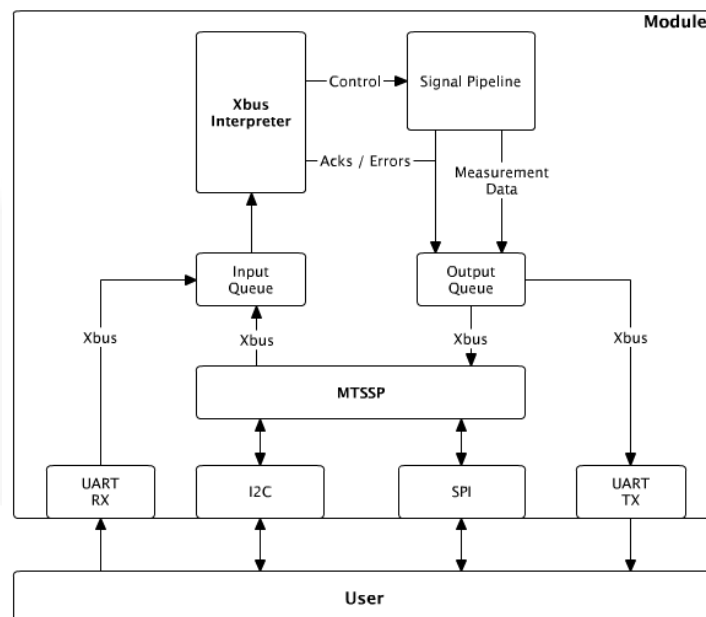 Module
Xbus
Interpreter
Control
Signal Pipeline
Acks / Errors
Measurement
Data
Input
Queue
Output
Queue
Xbus
Xbus
Xbus
Xbus
MTSSP
UART
RX
I2C
SPI
UART
TX
User